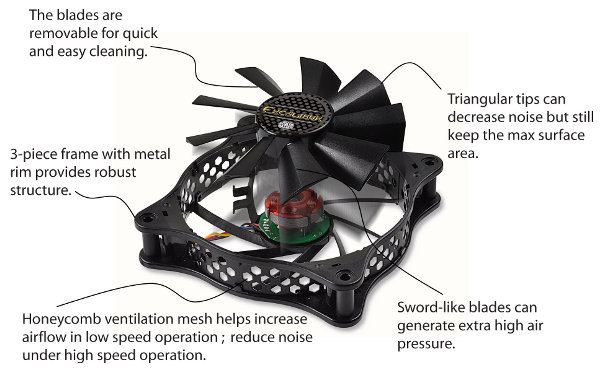 The blades are
removable for quick
and easy cleaning.
Triangular tips can
decrease noise but still
keep the max surface
area.
EXCALIBUR
3-piece frame with metal
rim provides robust
structure.
Honeycomb ventilation mesh helps increase
airflow in low speed operation ; reduce noise
under high speed operation.
Sword-like blades can
generate extra high air
pressure.